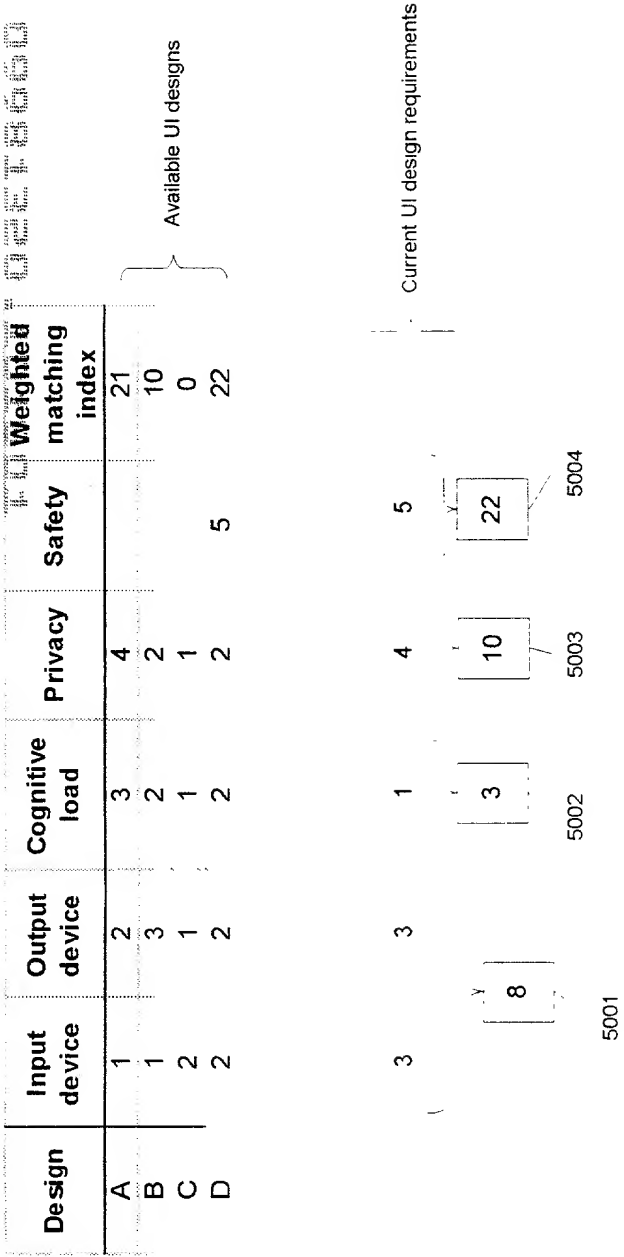 Design Input device Output device Cognitive load Privacy Safety Weighted matching index
A 1 2 3 4 21
B 1 3 2 2 10
C 2 1 1 1 0
D 2 2 2 2 5 22
Available UI designs
3 3 1 4 5
Current UI design requirements
8 3 10 22
5001 5002 5003 5004